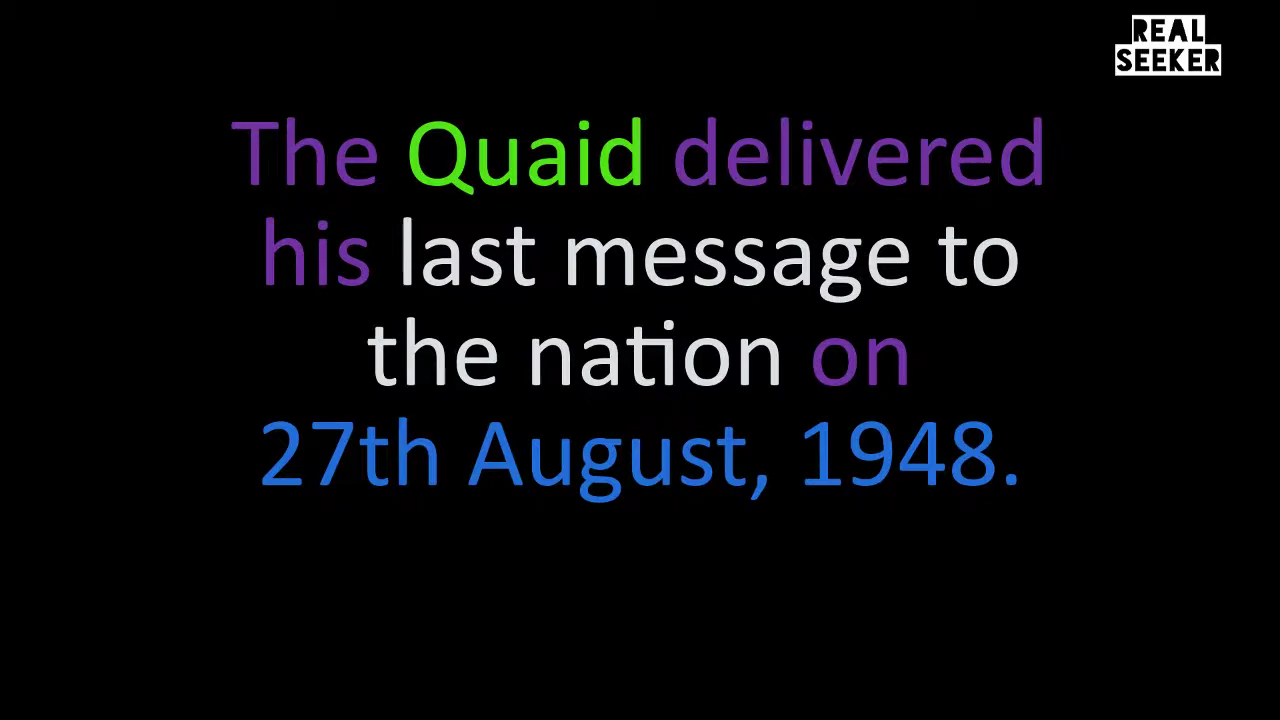 REAL
SEEKER
The Quaid delivered
his last message to
the nation on
27th August, 1948.